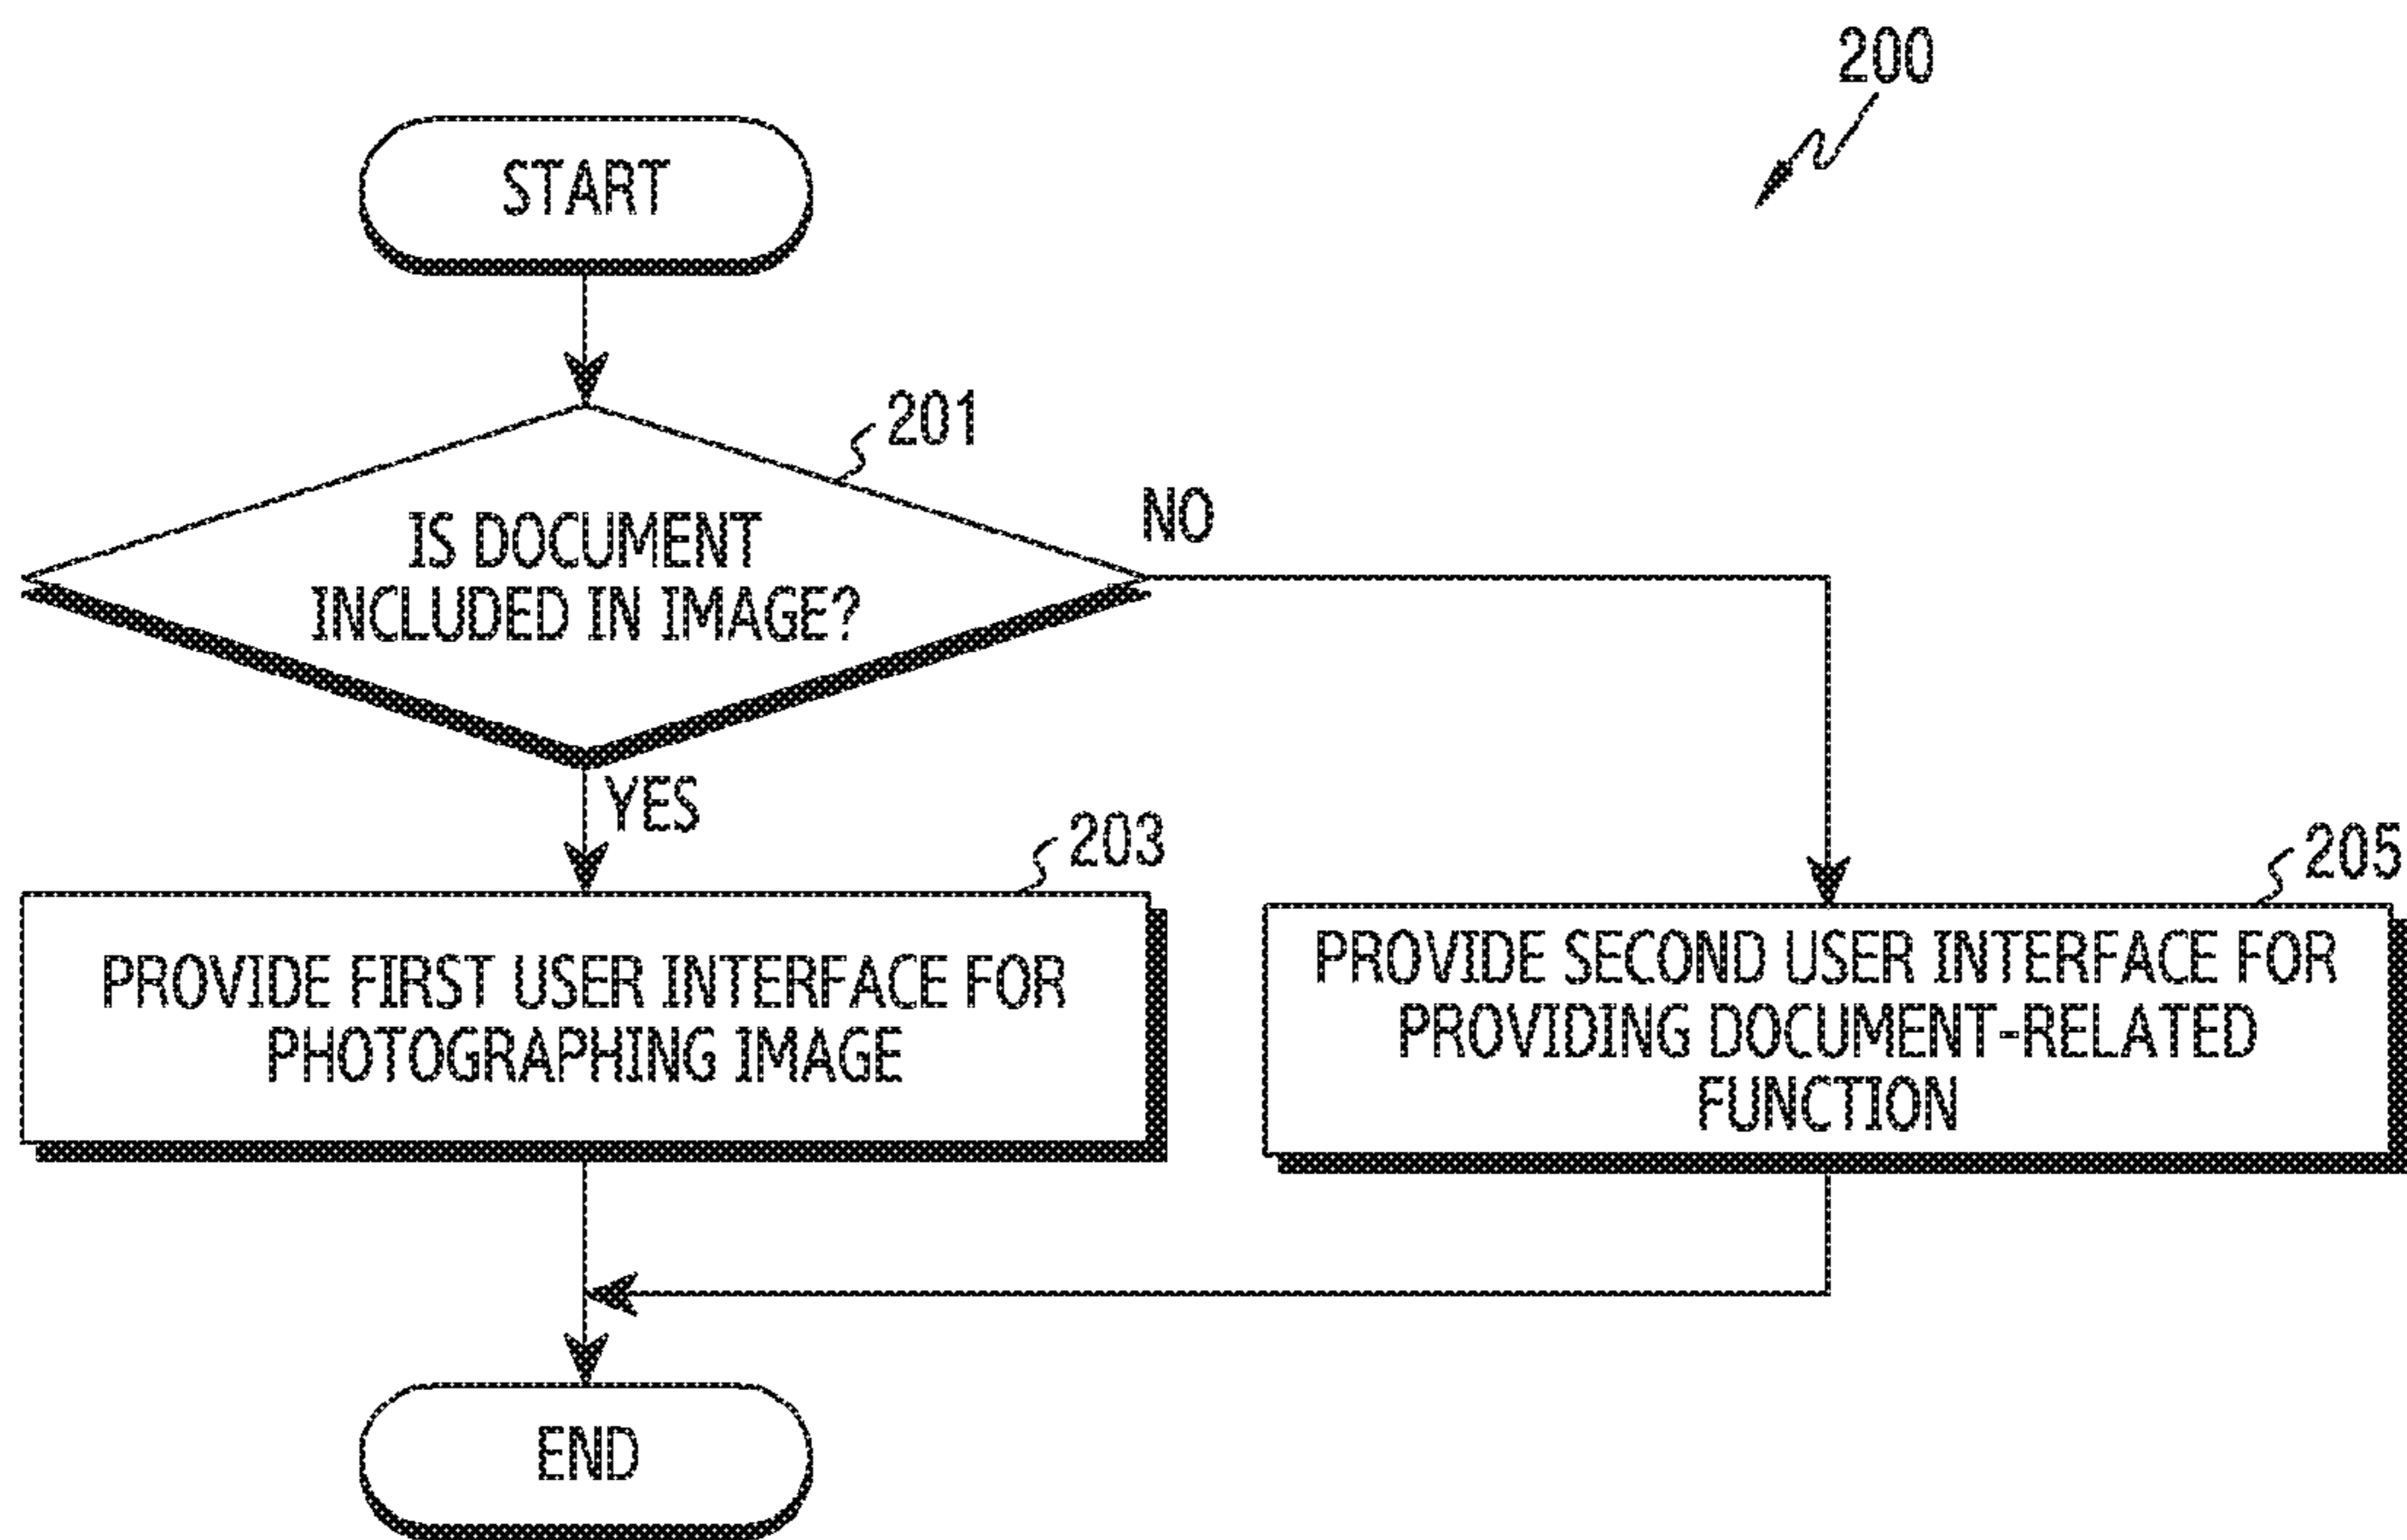 200
START
201
IS DOCUMENT
INCLUDED IN IMAGE?
NO
YES
203
PROVIDE FIRST USER INTERFACE FOR
PHOTOGRAPHING IMAGE
205
PROVIDE SECOND USER INTERFACE FOR
PROVIDING DOCUMENT-RELATED
FUNCTION
END